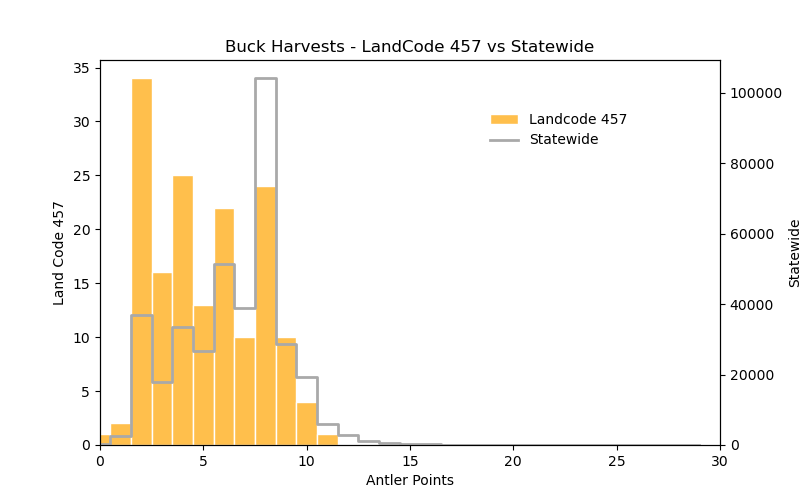 Buck Harvests - LandCode 457 vs Statewide
Landcode 457
Statewide
Land Code 457
35
30
25
20
15
10
5
0
100000
80000
60000
40000
20000
0
Statewide
0 5 10 15 20 25 30
Antler Points